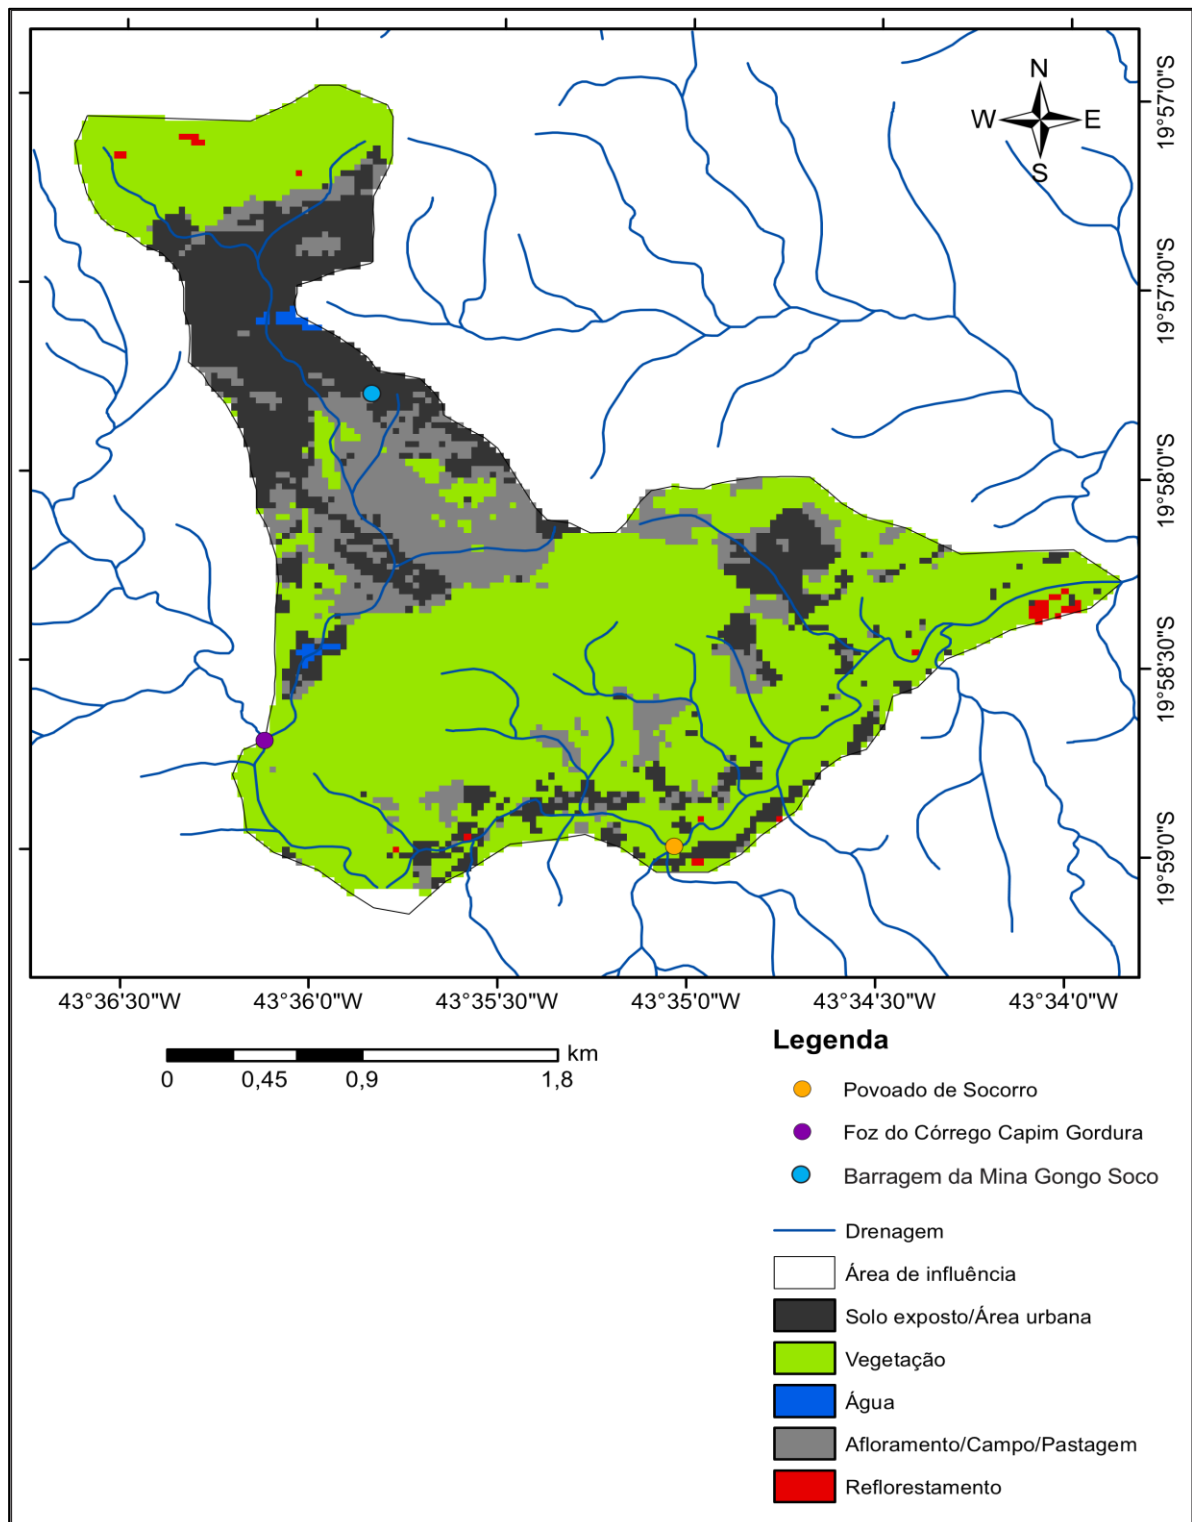 N
W E
S
19°57'0"S
19°57'30"S
19°58'0"S
19°58'30"S
19°59'0"S
43°36'30"W 43°36'0"W 43°35'30"W 43°35'0"W 43°34'30"W 43°34'0"W
km
0 0,45 0,9 1,8
Legenda
Povoado de Socorro
Foz do Córrego Capim Gordura
Barragem da Mina Gongo Soco
Drenagem
Área de influência
Solo exposto/Área urbana
Vegetação
Água
Afloramento/Campo/Pastagem
Reflorestamento